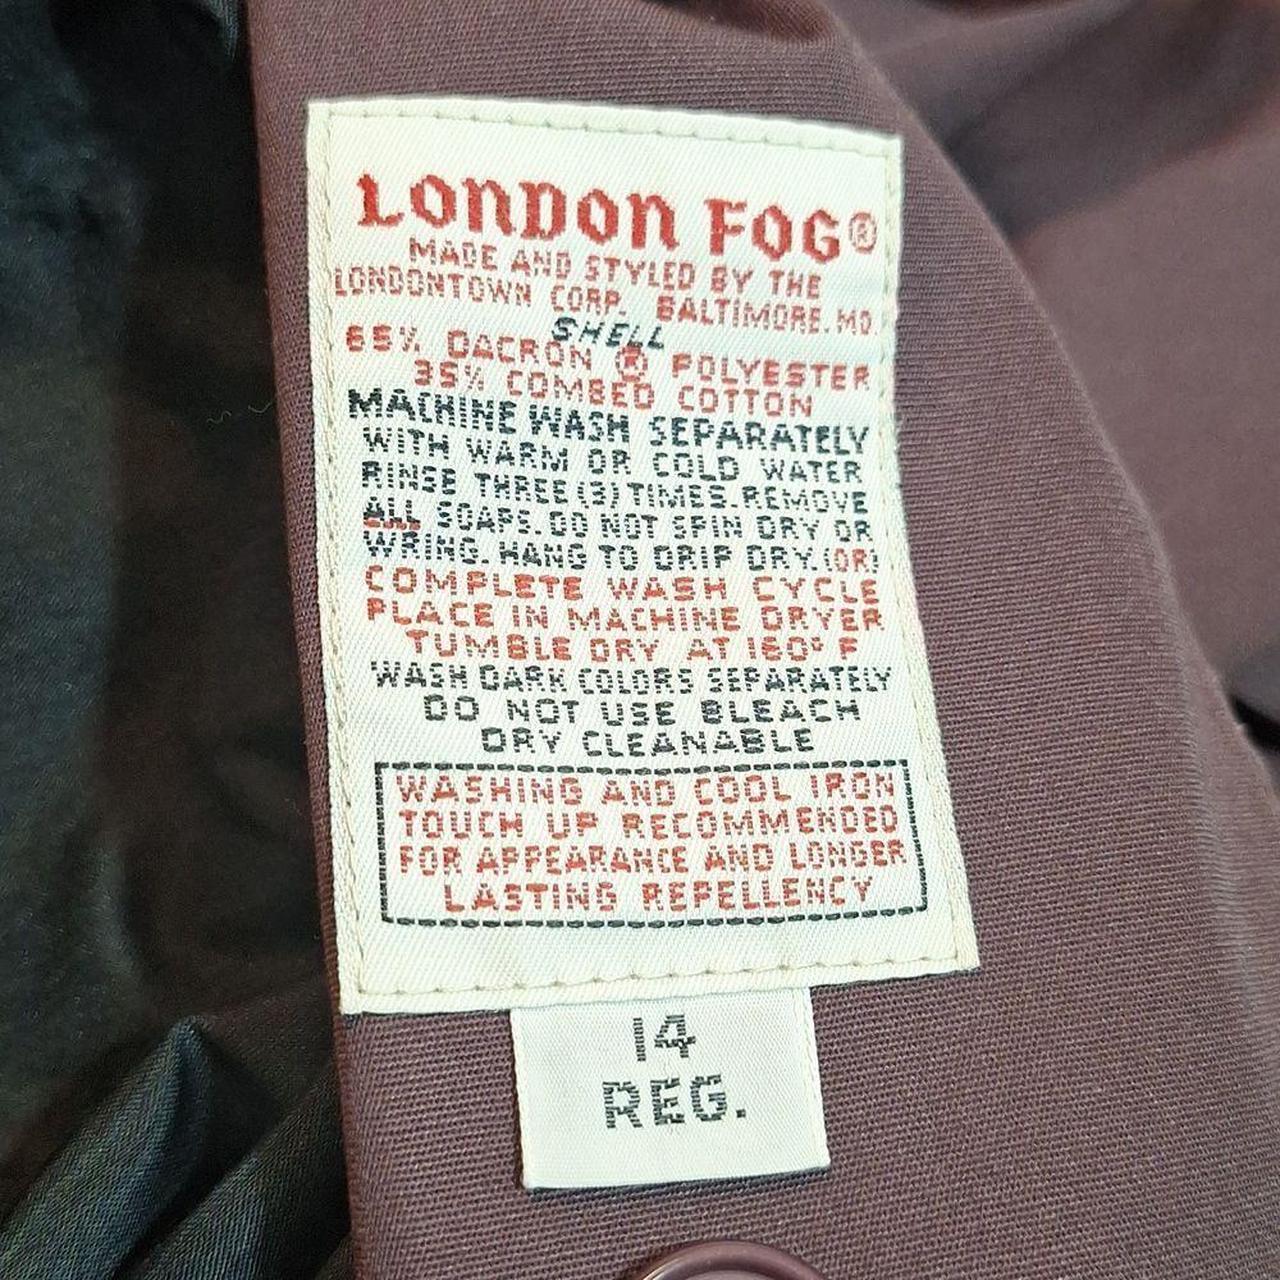 LONDON FOG®
MADE AND STYLED BY THE
LONDONTOWN CORP. BALTIMORE. MD.
SHELL
65% DACRON ® POLYESTER
35% COMBED COTTON
MACHINE WASH SEPARATELY
WITH WARM OR COLD WATER
RINSE THREE (3) TIMES. REMOVE
ALL SOAPS. DO NOT SPIN DRY OR
WRING. HANG TO DRIP DRY. (OR)
COMPLETE WASH CYCLE
PLACE IN MACHINE DRYER
TUMBLE DRY AT 160° F
WASH DARK COLORS SEPARATELY
DO NOT USE BLEACH
DRY CLEANABLE
WASHING AND COOL IRON
TOUCH UP RECOMMENDED
FOR APPEARANCE AND LONGER
LASTING REPELLENCY
14
REG.